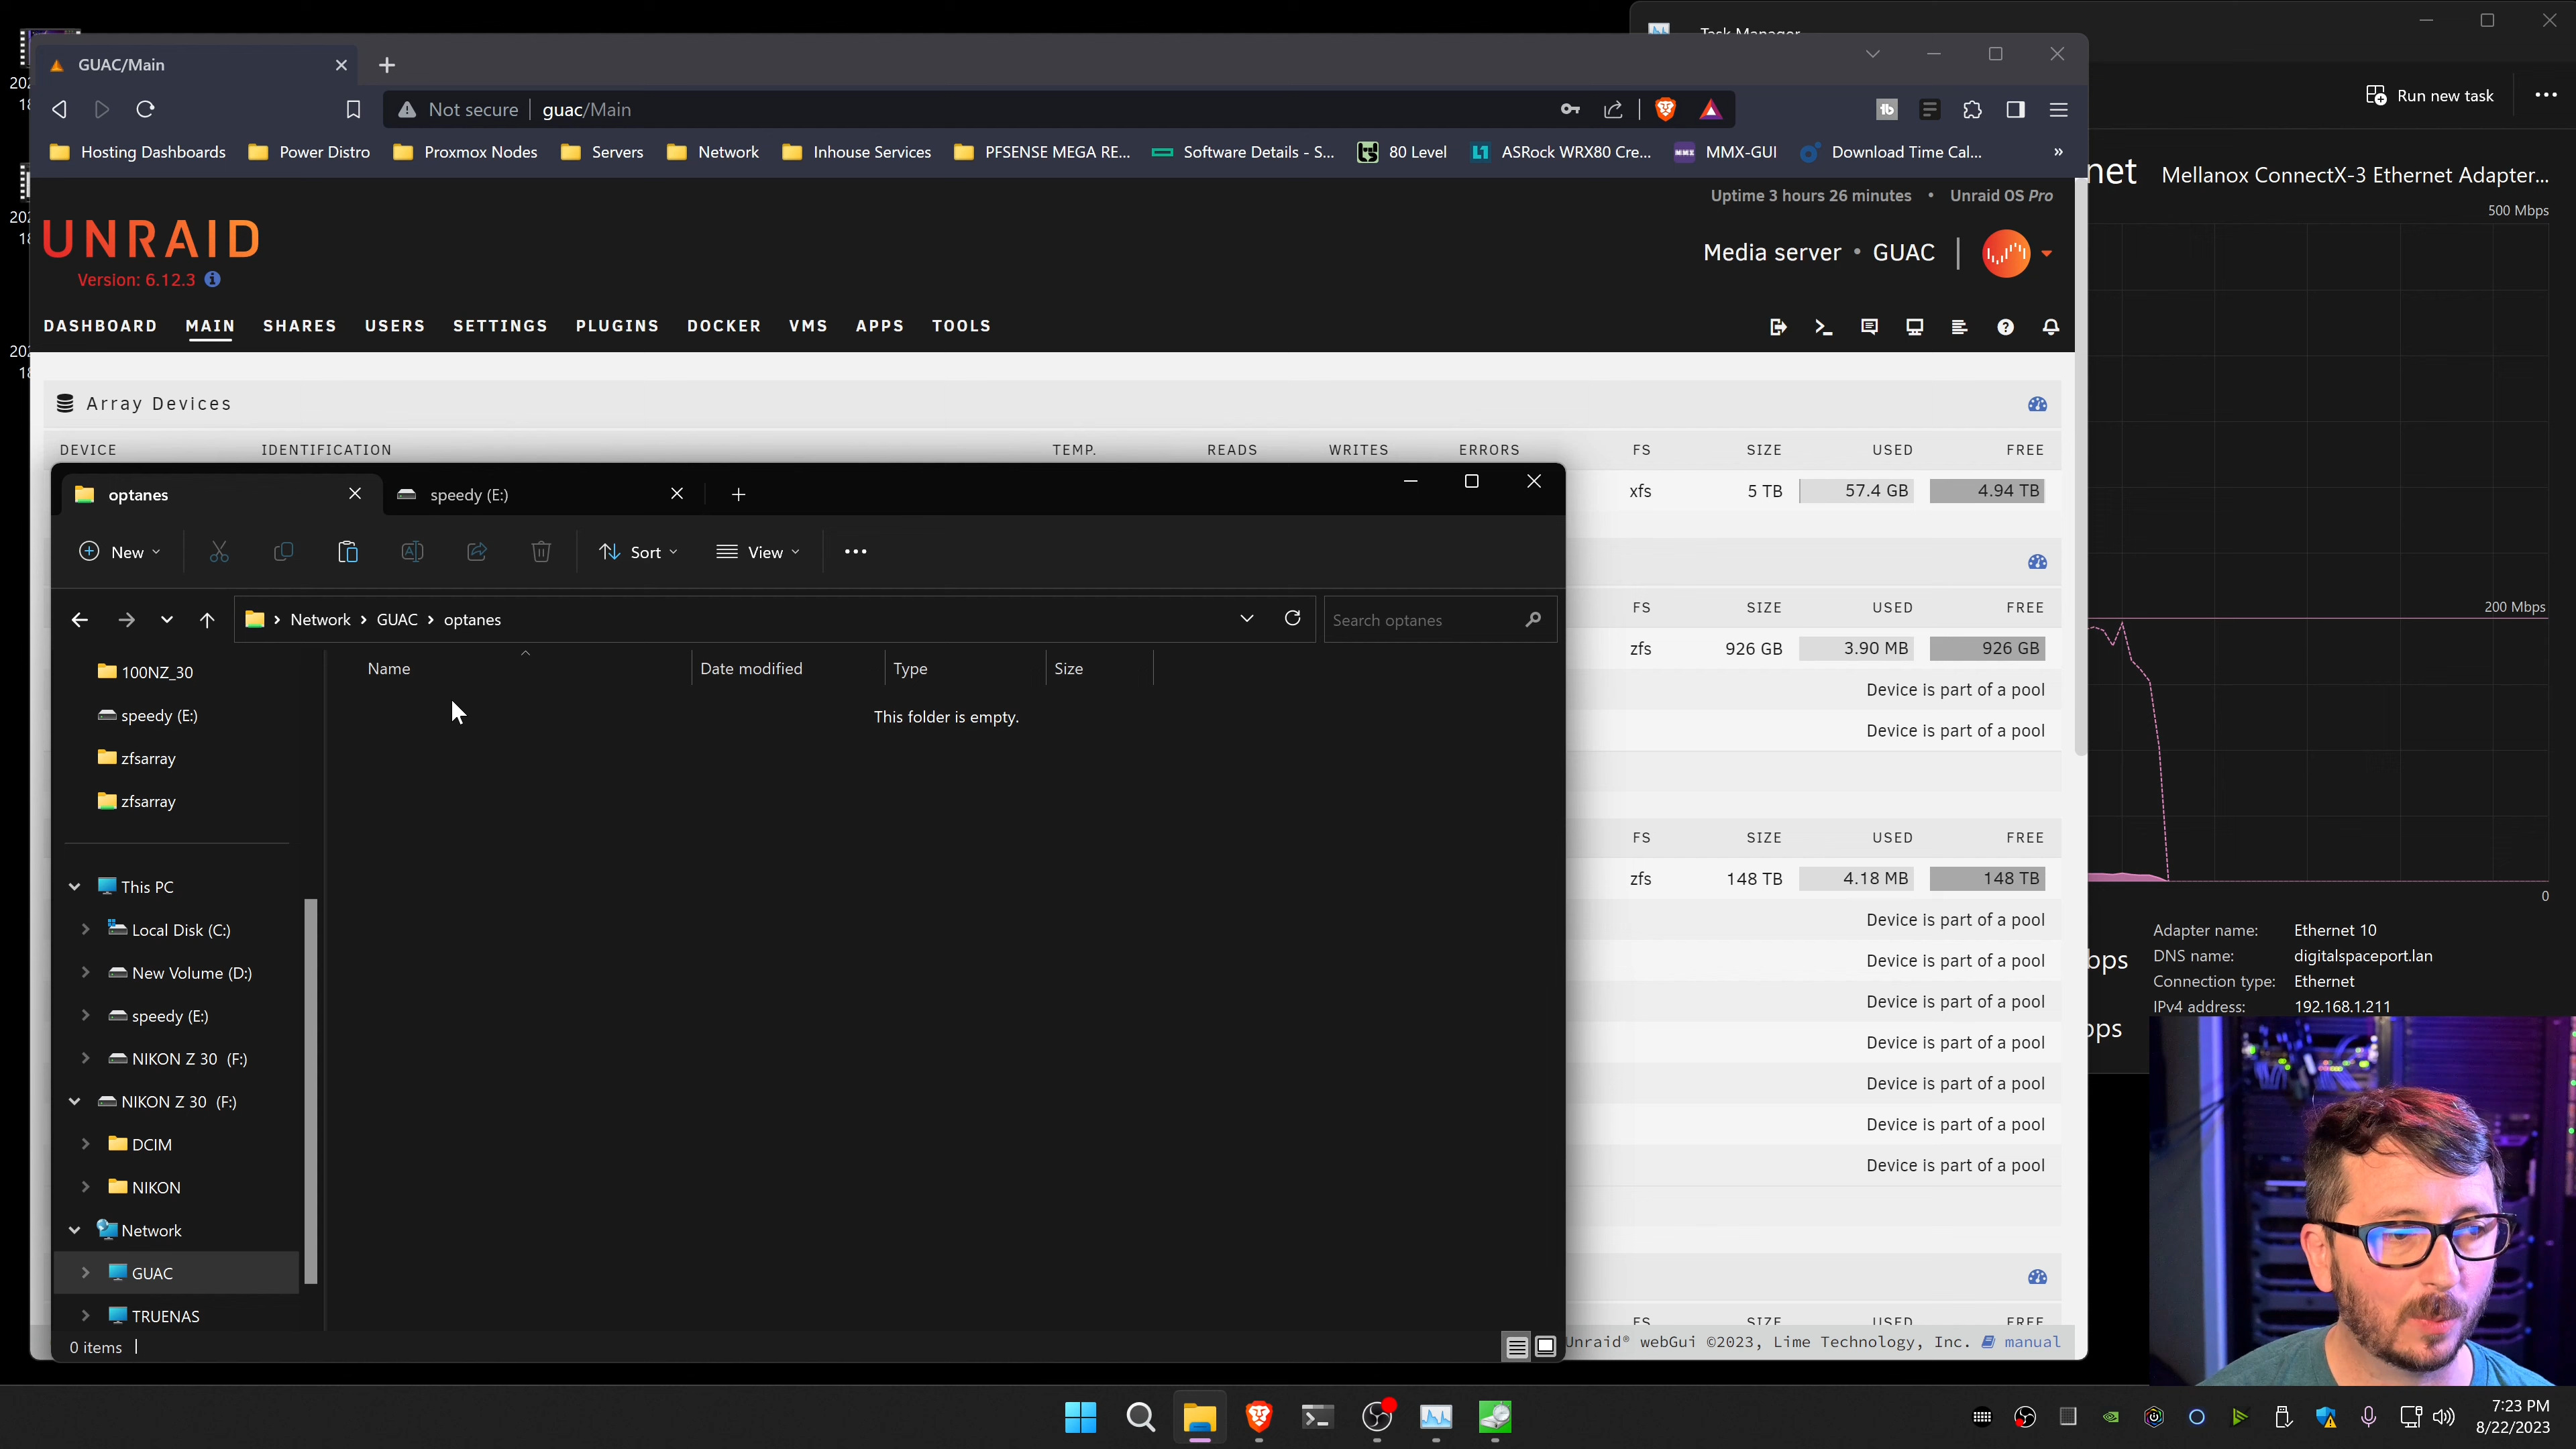 Task Manager
GUAC/Main
Not secure
guac/Main
Run new task
Hosting Dashboards
Power Distro
Proxmox Nodes
Servers
Network
Inhouse Services
PFSENSE MEGA RE...
Software Details - S...
80 Level
ASRock WRX80 Cre...
MMX-GUI
Download Time Cal...
»
net
Mellanox ConnectX-3 Ethernet Adapter...
500 Mbps
Uptime 3 hours 26 minutes • Unraid OS Pro
UNRAID
Version: 6.12.3
Media server • GUAC
DASHBOARD MAIN SHARES USERS SETTINGS PLUGINS DOCKER VMS APPS TOOLS
Array Devices
DEVICE IDENTIFICATION TEMP. READS WRITES ERRORS FS SIZE USED FREE
xfs 5 TB 57.4 GB 4.94 TB
optanes
speedy (E:)
New
Sort
View
Network > GUAC > optanes
Search optanes
FS SIZE USED FREE
200 Mbps
zfs 926 GB 3.90 MB 926 GB
Device is part of a pool
Device is part of a pool
Name
Date modified
Type
Size
This folder is empty.
100NZ_30
speedy (E:)
zfsarray
zfsarray
This PC
Local Disk (C:)
New Volume (D:)
speedy (E:)
NIKON Z 30 (F:)
NIKON Z 30 (F:)
DCIM
NIKON
Network
GUAC
TRUENAS
0 items
FS SIZE USED FREE
zfs 148 TB 4.18 MB 148 TB
Device is part of a pool
Device is part of a pool
Device is part of a pool
Device is part of a pool
Device is part of a pool
Device is part of a pool
Device is part of a pool
FS SIZE USED FREE
Unraid® webGui ©2023, Lime Technology, Inc. manual
0
Adapter name: Ethernet 10
DNS name: digitalspaceport.lan
Connection type: Ethernet
IPv4 address: 192.168.1.211
bps
bps
7:23 PM
8/22/2023